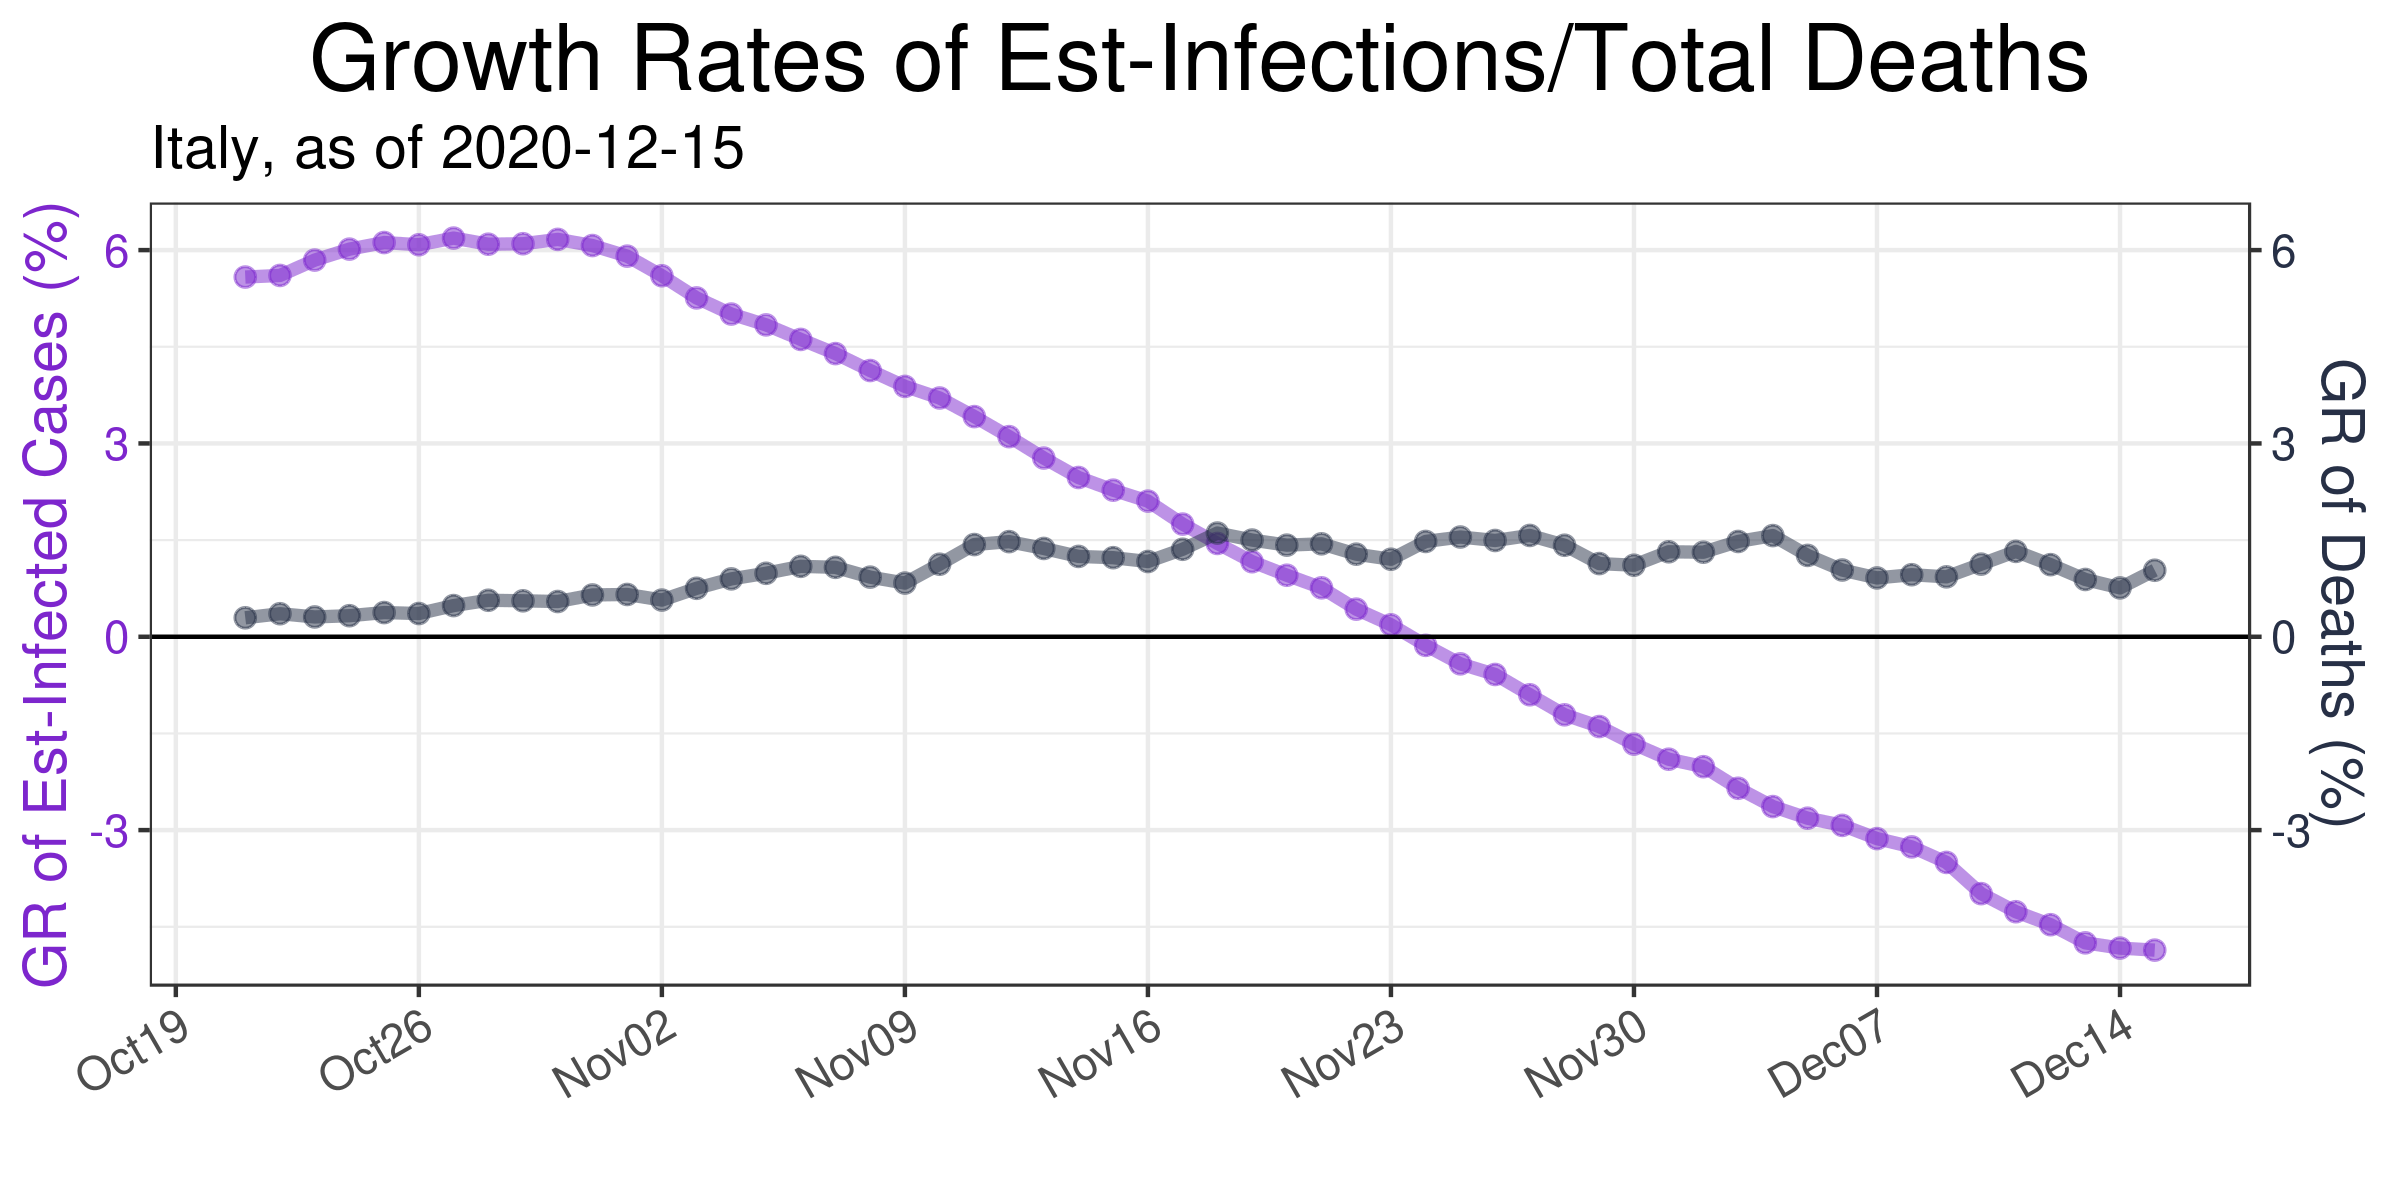 Growth Rates of Est-Infections/Total Deaths
Italy, as of 2020-12-15
GR of Est-Infected Cases (%)
6
3
0
-3
6
3
0
-3
GR of Deaths (%)
Oct19
Oct26
Nov02
Nov09
Nov16
Nov23
Nov30
Dec07
Dec14